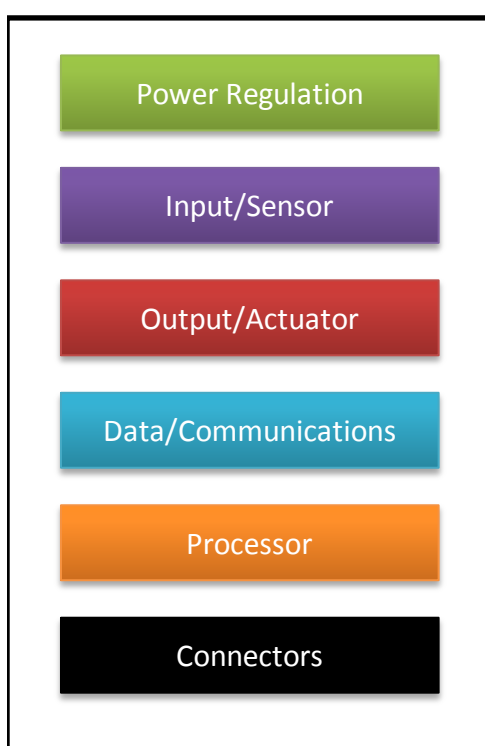 Power Regulation
Input/Sensor
Output/Actuator
Data/Communications
Processor
Connectors